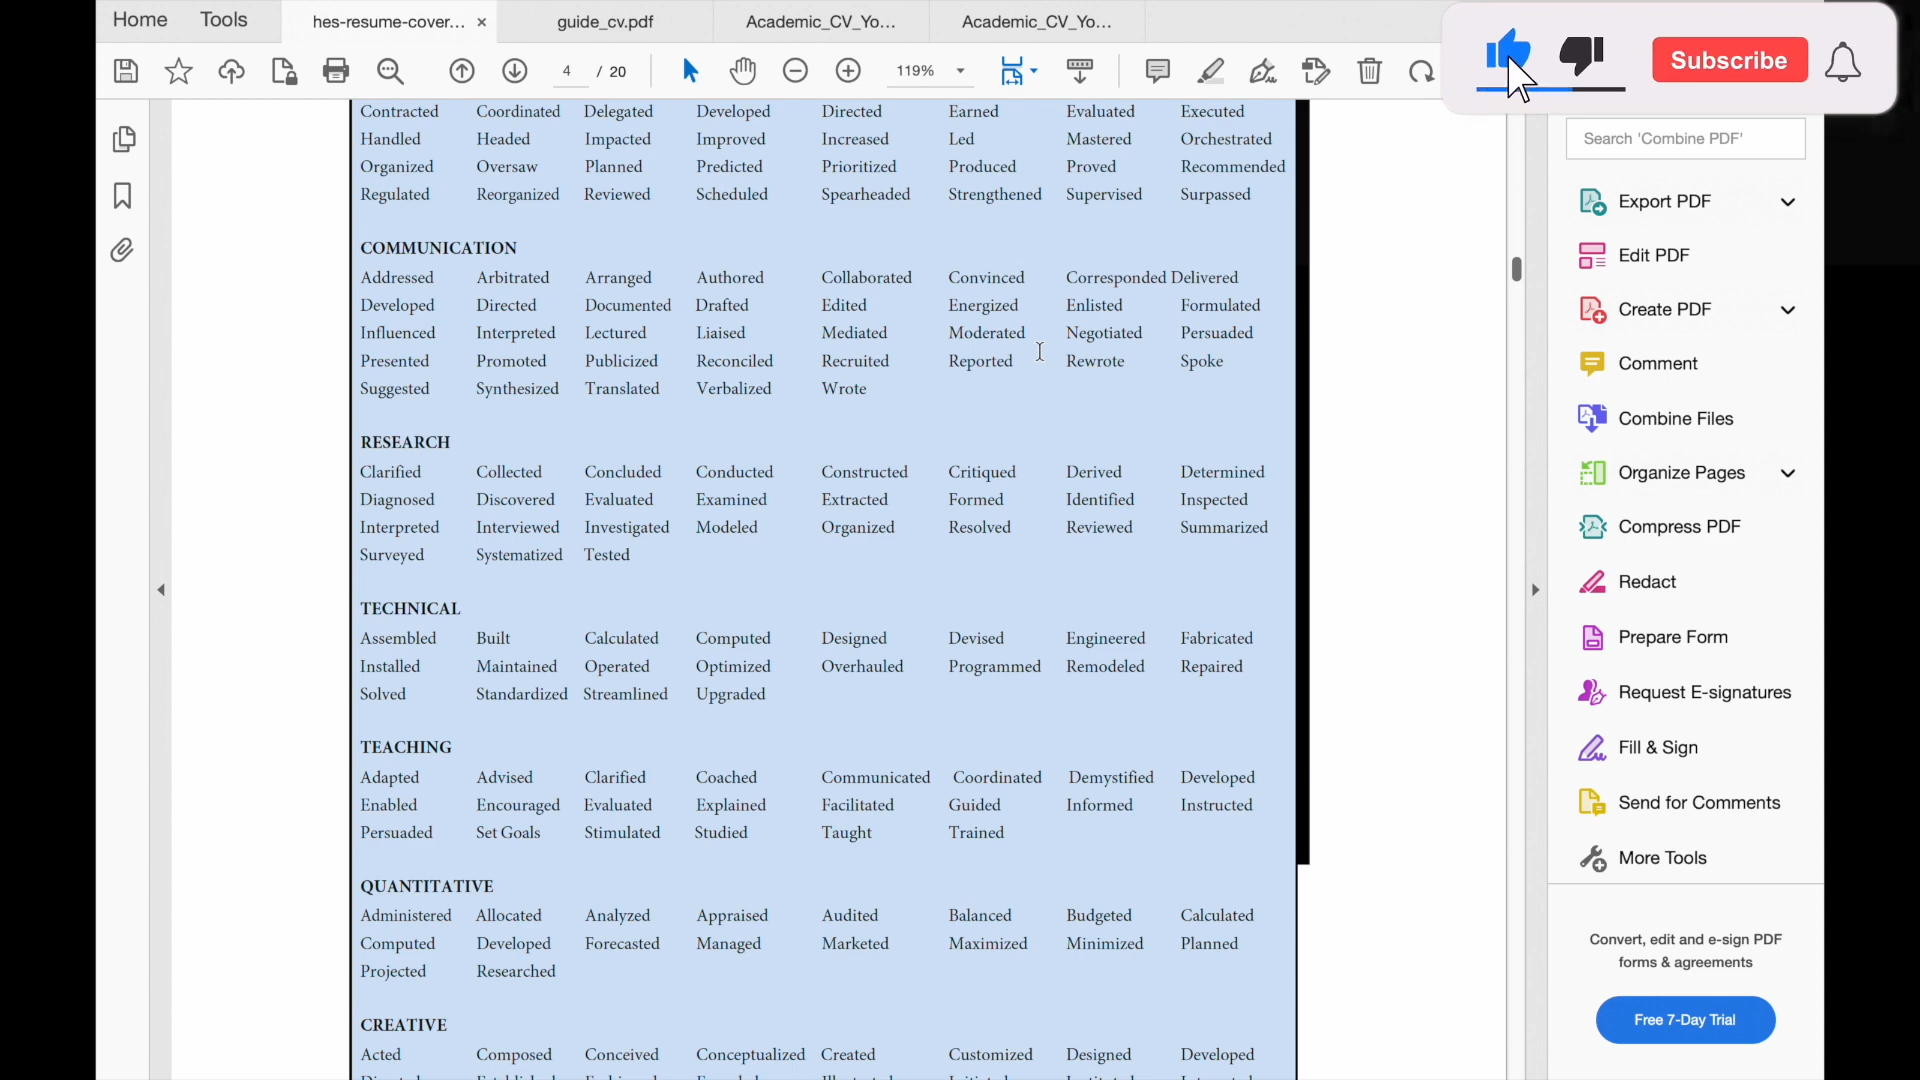 Home Tools hes-resume-cover... × guide_cv.pdf Academic_CV_Yo... Academic_CV_Yo...
Subscribe
4 / 20 119%
Search 'Combine PDF'
Contracted Coordinated Delegated Developed Directed Earned Evaluated Executed
Handled Headed Impacted Improved Increased Led Mastered Orchestrated
Organized Oversaw Planned Predicted Prioritized Produced Proved Recommended
Regulated Reorganized Reviewed Scheduled Spearheaded Strengthened Supervised Surpassed
COMMUNICATION
Addressed Arbitrated Arranged Authored Collaborated Convinced Corresponded Delivered
Developed Directed Documented Drafted Edited Energized Enlisted Formulated
Influenced Interpreted Lectured Liaised Mediated Moderated Negotiated Persuaded
Presented Promoted Publicized Reconciled Recruited Reported Rewrote Spoke
Suggested Synthesized Translated Verbalized Wrote
RESEARCH
Clarified Collected Concluded Conducted Constructed Critiqued Derived Determined
Diagnosed Discovered Evaluated Examined Extracted Formed Identified Inspected
Interpreted Interviewed Investigated Modeled Organized Resolved Reviewed Summarized
Surveyed Systematized Tested
TECHNICAL
Assembled Built Calculated Computed Designed Devised Engineered Fabricated
Installed Maintained Operated Optimized Overhauled Programmed Remodeled Repaired
Solved Standardized Streamlined Upgraded
TEACHING
Adapted Advised Clarified Coached Communicated Coordinated Demystified Developed
Enabled Encouraged Evaluated Explained Facilitated Guided Informed Instructed
Persuaded Set Goals Stimulated Studied Taught Trained
QUANTITATIVE
Administered Allocated Analyzed Appraised Audited Balanced Budgeted Calculated
Computed Developed Forecasted Managed Marketed Maximized Minimized Planned
Projected Researched
CREATIVE
Acted Composed Conceived Conceptualized Created Customized Designed Developed
Export PDF
Edit PDF
Create PDF
Comment
Combine Files
Organize Pages
Compress PDF
Redact
Prepare Form
Request E-signatures
Fill & Sign
Send for Comments
More Tools
Convert, edit and e-sign PDF
forms & agreements
Free 7-Day Trial